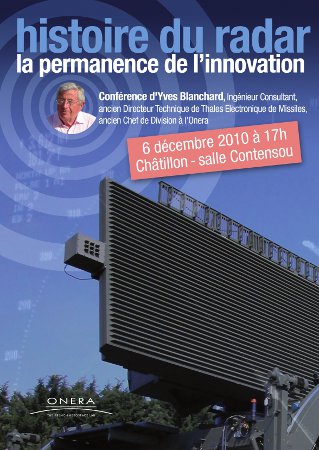 histoire du radar
la permanence de l'innovation
Conférence d'Yves Blanchard, Ingénieur Consultant,
ancien Directeur Technique de Thales Electronique de Missiles,
ancien Chef de Division à l'Onera
6 décembre 2010 à 17h
Châtillon - salle Contensou
ONERA